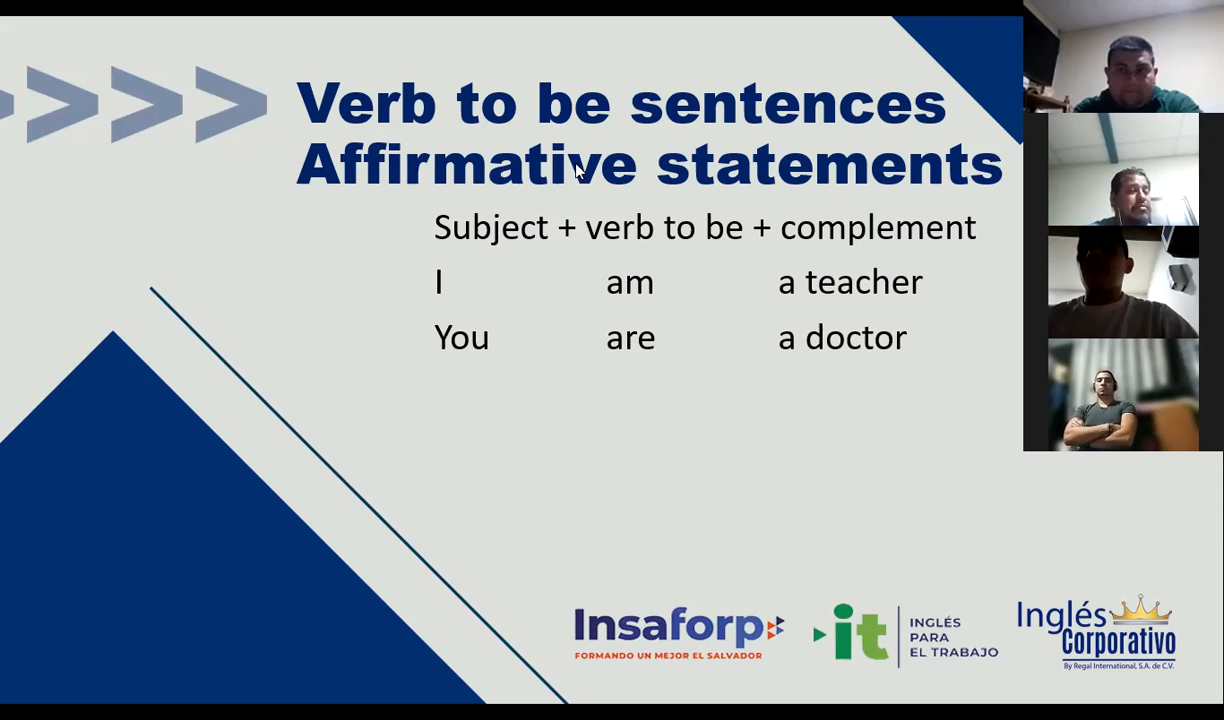 Verb to be sentences
Affirmative statements
Subject + verb to be + complement
I am a teacher
You are a doctor
Insaforp
FORMANDO UN MEJOR EL SALVADOR
it
INGLÉS
PARA
EL TRABAJO
Inglés
Corporativo
By Regal International, S.A. de C.V.